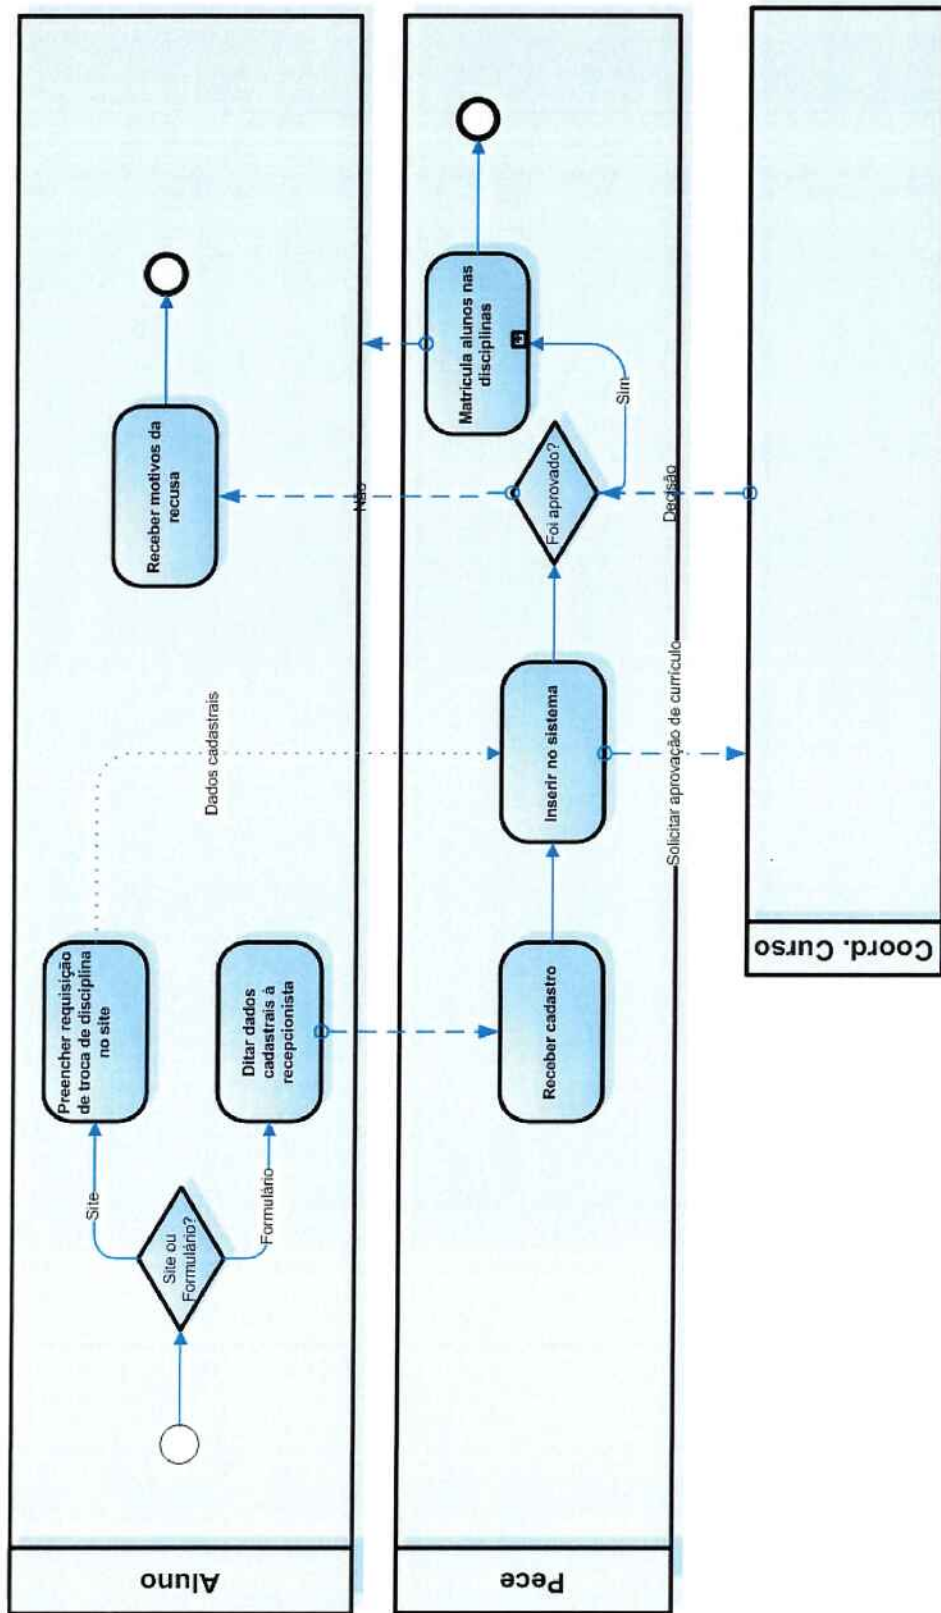 Aluno
Site ou
Formulário?
Site
Formulário
Preencher requisição
de troca de disciplina
no site
Ditar dados
cadastrais à
recepcionista
Dados cadastrais
Receber motivos da
recusa
Não
Pece
Receber cadastro
Inserir no sistema
Foi aprovado?
Sim
Matricula alunos nas
disciplinas
Solicitar aprovação de currículo
Decisão
Coord. Curso